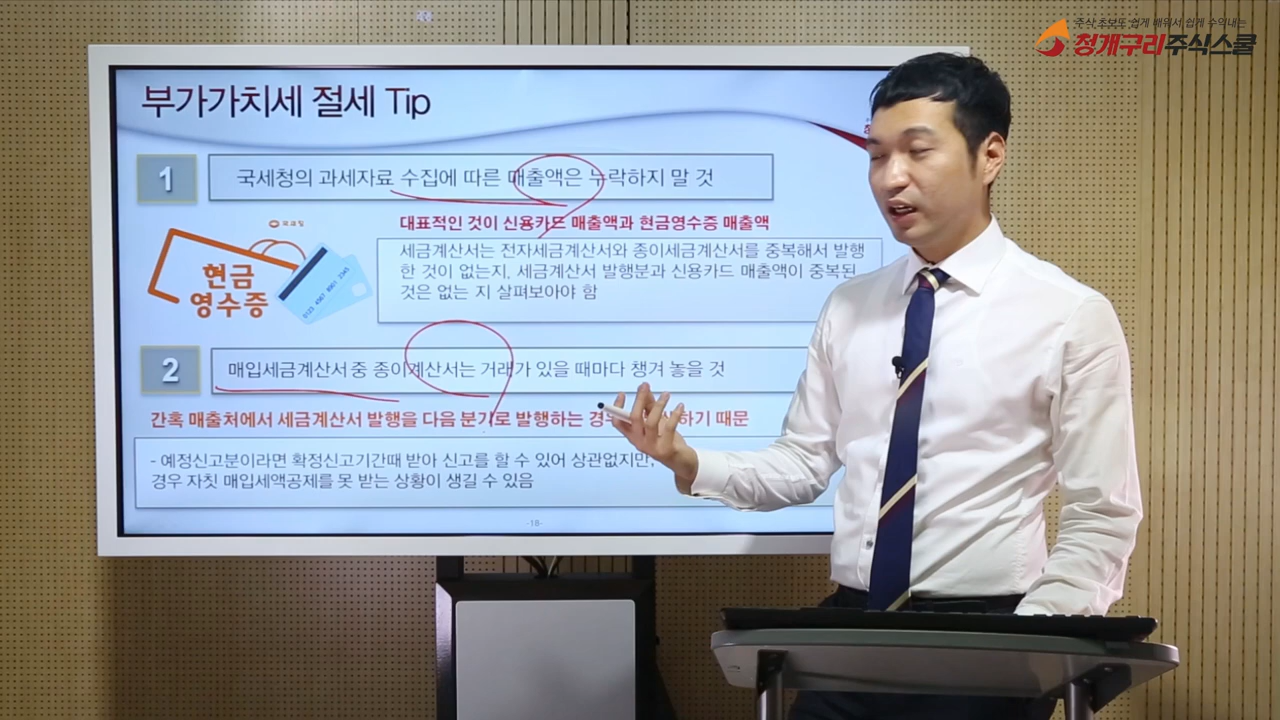 주식 초보도 쉽게 배워서 쉽게 수익내는
청개구리주식스쿨
부가가치세 절세 Tip
1
국세청의 과세자료 수집에 따른 매출액은 누락하지 말 것
대표적인 것이 신용카드 매출액과 현금영수증 매출액
현금
영수증
0123 4567 8901 2345
세금계산서는 전자세금계산서와 종이세금계산서를 중복해서 발행
한 것이 없는지, 세금계산서 발행분과 신용카드 매출액이 중복된
것은 없는 지 살펴보아야 함
2
매입세금계산서 중 종이계산서는 거래가 있을 때마다 챙겨 놓을 것
간혹 매출처에서 세금계산서 발행을 다음 분기로 발행하는 하기 때문
- 예정신고분이라면 확정신고기간때 받아 신고를 할 수 있어 상관없지만,
경우 자칫 매입세액공제를 못 받는 상황이 생길 수 있음
-18-